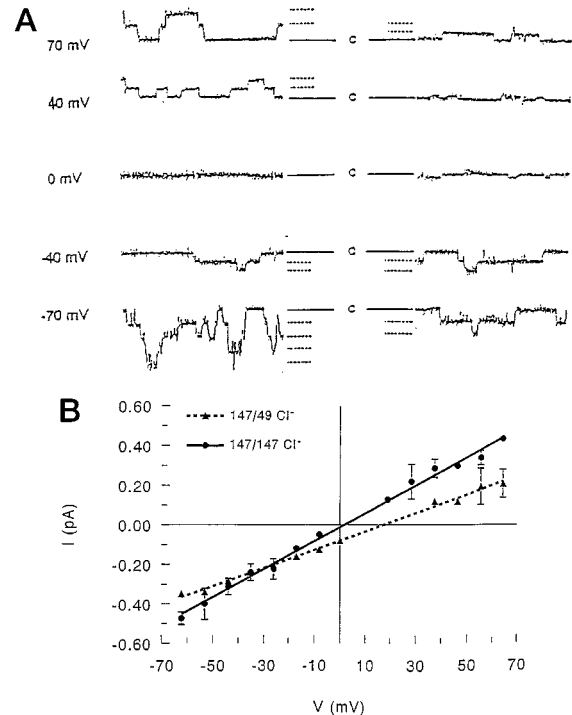 A
70 mV
C
40 mV
C
0 mV
C
-40 mV
C
-70 mV
C
B
0.60
0.40
0.20
0.00
-0.20
-0.40
-0.60
I (pA)
147/49 Cl-
147/147 Cl-
-70 -50 -30 -10 10 30 50 70
V (mV)